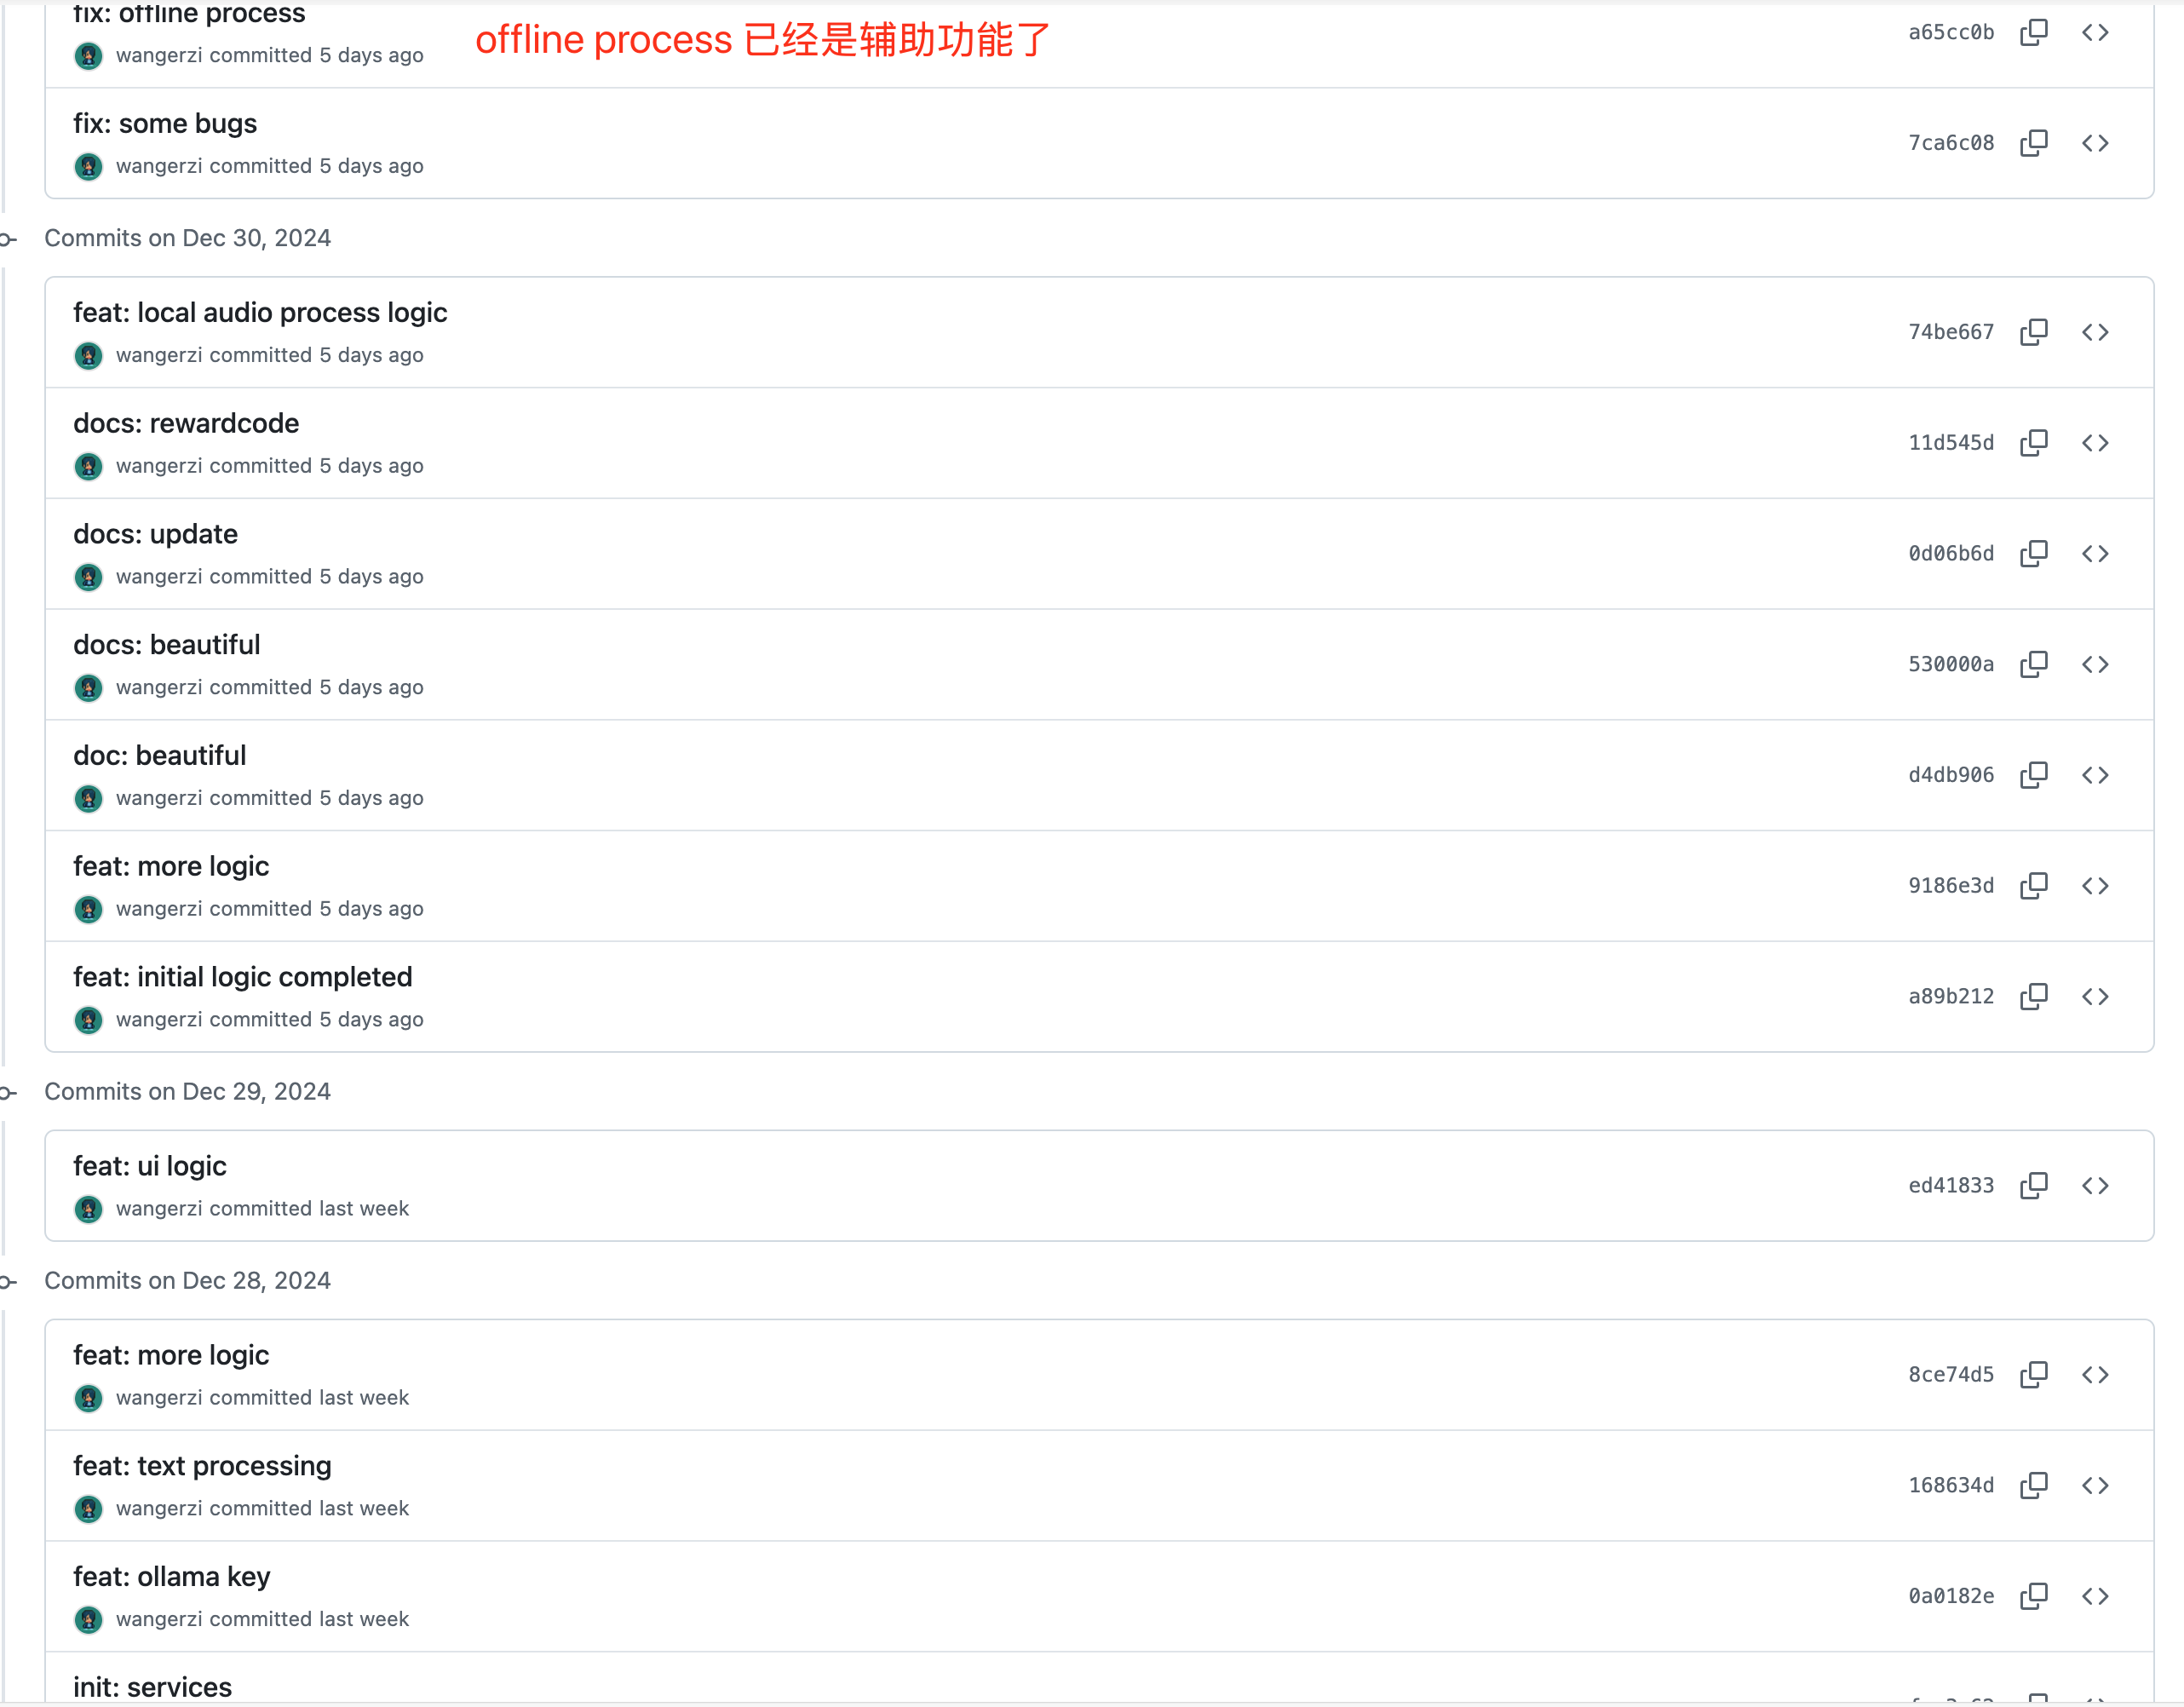 fix: offline process
wangerzi committed 5 days ago
offline process 已经是辅助功能了
a65cc0b
fix: some bugs
wangerzi committed 5 days ago
7ca6c08
Commits on Dec 30, 2024
feat: local audio process logic
wangerzi committed 5 days ago
74be667
docs: rewardcode
wangerzi committed 5 days ago
11d545d
docs: update
wangerzi committed 5 days ago
0d06b6d
docs: beautiful
wangerzi committed 5 days ago
530000a
doc: beautiful
wangerzi committed 5 days ago
d4db906
feat: more logic
wangerzi committed 5 days ago
9186e3d
feat: initial logic completed
wangerzi committed 5 days ago
a89b212
Commits on Dec 29, 2024
feat: ui logic
wangerzi committed last week
ed41833
Commits on Dec 28, 2024
feat: more logic
wangerzi committed last week
8ce74d5
feat: text processing
wangerzi committed last week
168634d
feat: ollama key
wangerzi committed last week
0a0182e
init: services